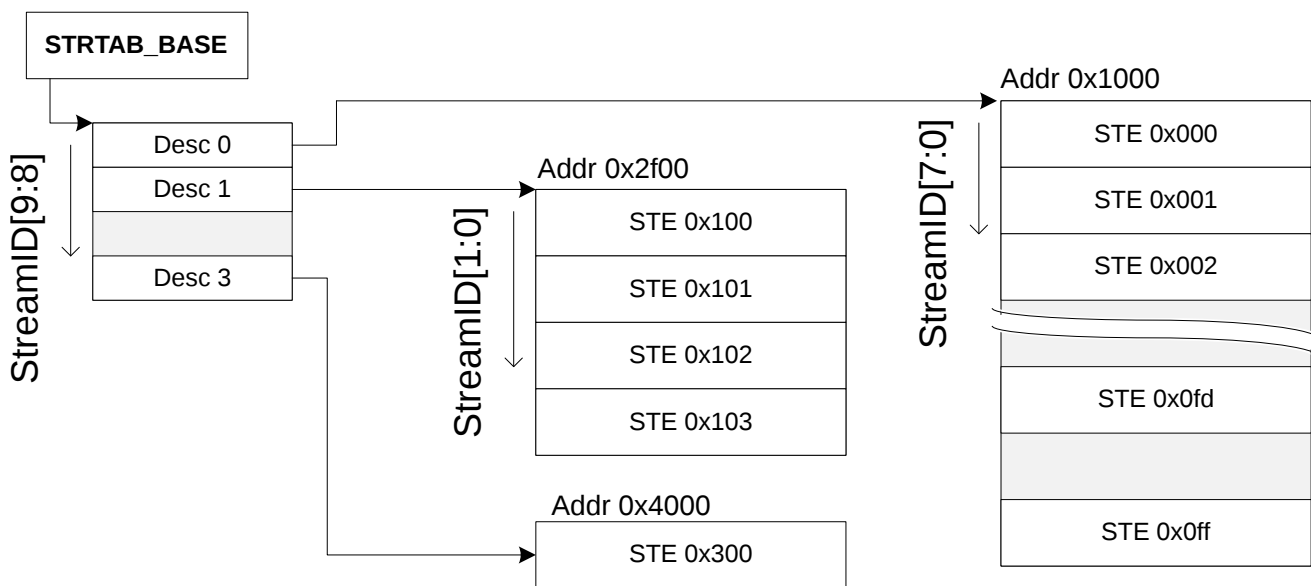 STRTAB_BASE
StreamID[9:8]
Desc 0
Desc 1
Desc 3
Addr 0x2f00
StreamID[1:0]
STE 0x100
STE 0x101
STE 0x102
STE 0x103
Addr 0x4000
STE 0x300
Addr 0x1000
StreamID[7:0]
STE 0x000
STE 0x001
STE 0x002
STE 0x0fd
STE 0x0ff